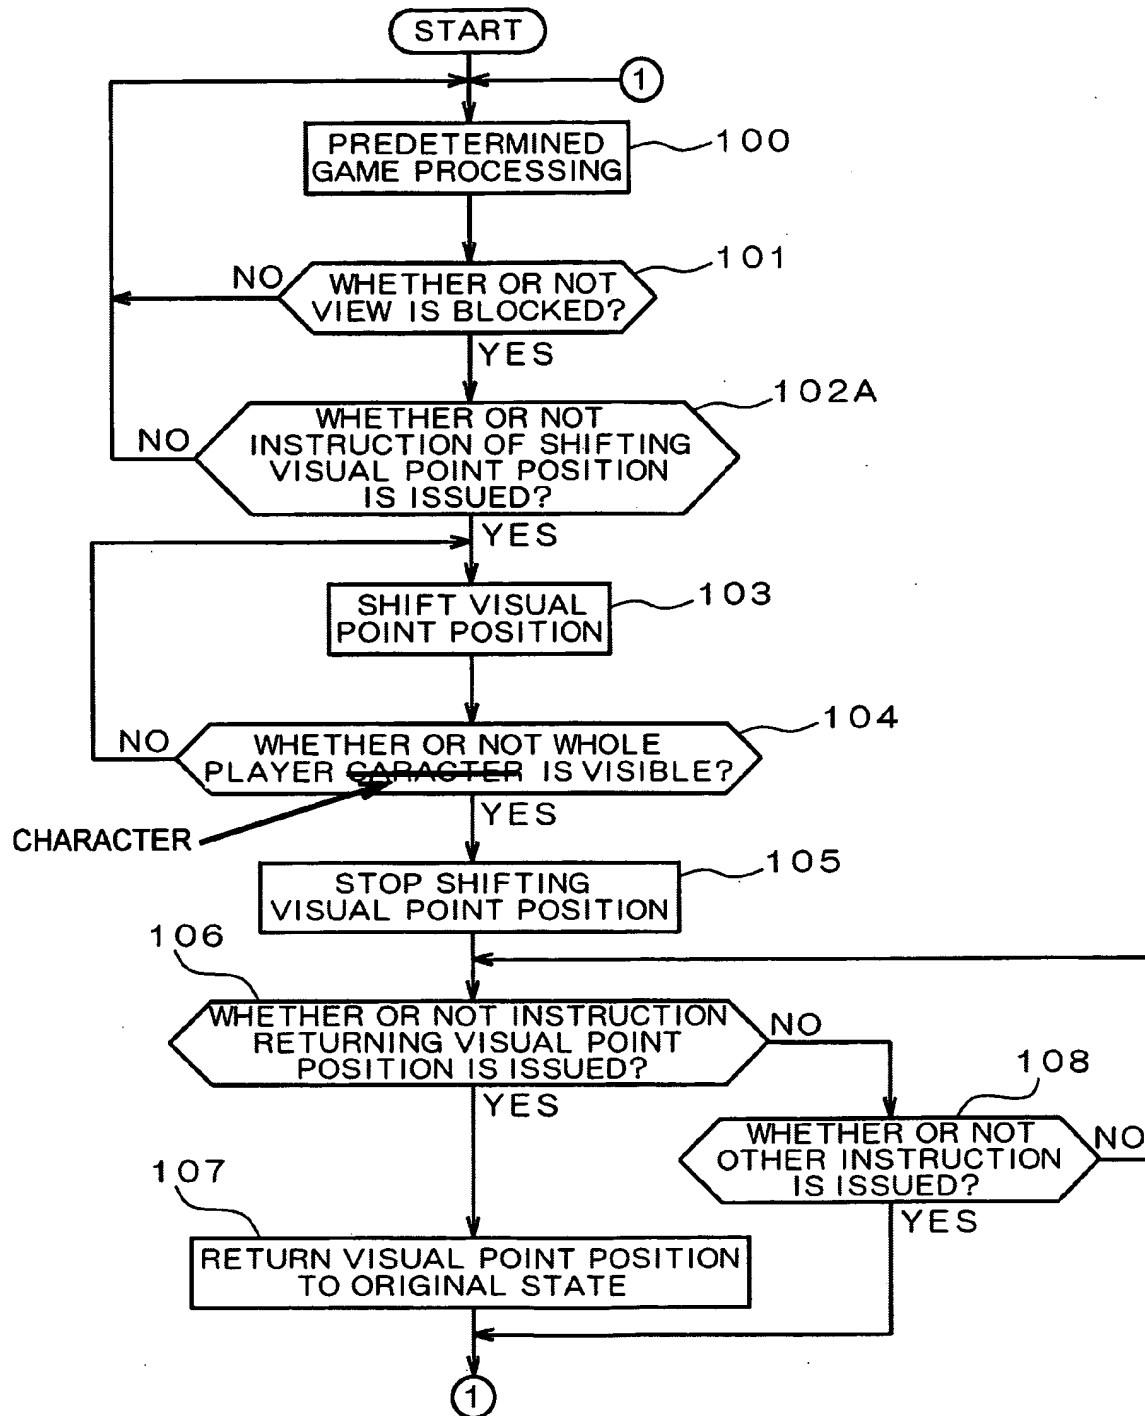 START
1
PREDETERMINED
GAME PROCESSING
100
101
NO
WHETHER OR NOT
VIEW IS BLOCKED?
YES
102A
NO
WHETHER OR NOT
INSTRUCTION OF SHIFTING
VISUAL POINT POSITION
IS ISSUED?
YES
SHIFT VISUAL
POINT POSITION
103
104
NO
WHETHER OR NOT WHOLE
PLAYER CARACTER IS VISIBLE?
YES
CHARACTER
105
STOP SHIFTING
VISUAL POINT POSITION
106
WHETHER OR NOT INSTRUCTION
RETURNING VISUAL POINT
POSITION IS ISSUED?
NO
YES
108
WHETHER OR NOT
OTHER INSTRUCTION
IS ISSUED?
NO
YES
107
RETURN VISUAL POINT POSITION
TO ORIGINAL STATE
1